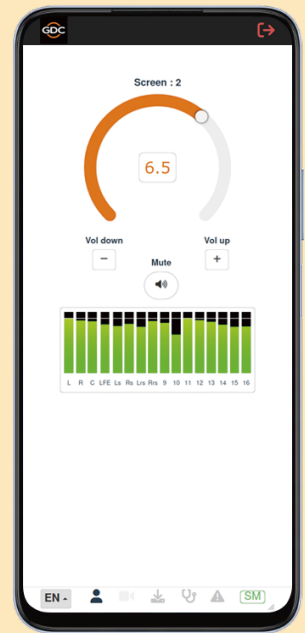 GDC
Screen : 2
6.5
Vol down
Vol up
− +
Mute
L R C LFE Ls Rs Lrs Rrs 9 10 11 12 13 14 15 16
EN
SM